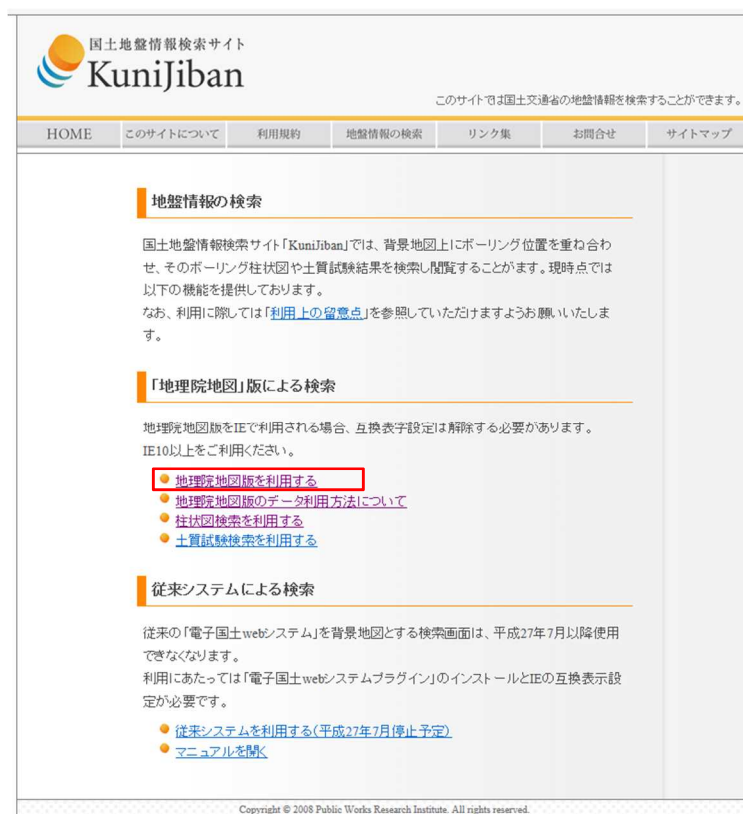 国土地盤情報検索サイト
KuniJiban
このサイトでは国土交通省の地盤情報を検索することができます。
HOME このサイトについて 利用規約 地盤情報の検索 リンク集 お問合せ サイトマップ
地盤情報の検索
国土地盤情報検索サイト「KuniJiban」では、背景地図上にボーリング位置を重ね合わ
せ、そのボーリング柱状図や土質試験結果を検索し閲覧することがます。現時点では
以下の機能を提供しております。
なお、利用に際しては「利用上の留意点」を参照していただけますようお願いいたしま
す。
「地理院地図」版による検索
地理院地図版をIEで利用される場合、互換表字設定は解除する必要があります。
IE10以上をご利用ください。
地理院地図版を利用する
地理院地図版のデータ利用方法について
柱状図検索を利用する
土質試験検索を利用する
従来システムによる検索
従来の「電子国土webシステム」を背景地図とする検索画面は、平成27年7月以降使用
できなくなります。
利用にあたっては「電子国土webシステムプラグイン」のインストールとIEの互換表示設
定が必要です。
従来システムを利用する(平成27年7月停止予定)
マニュアルを開く
Copyright © 2008 Public Works Research Institute. All rights reserved.